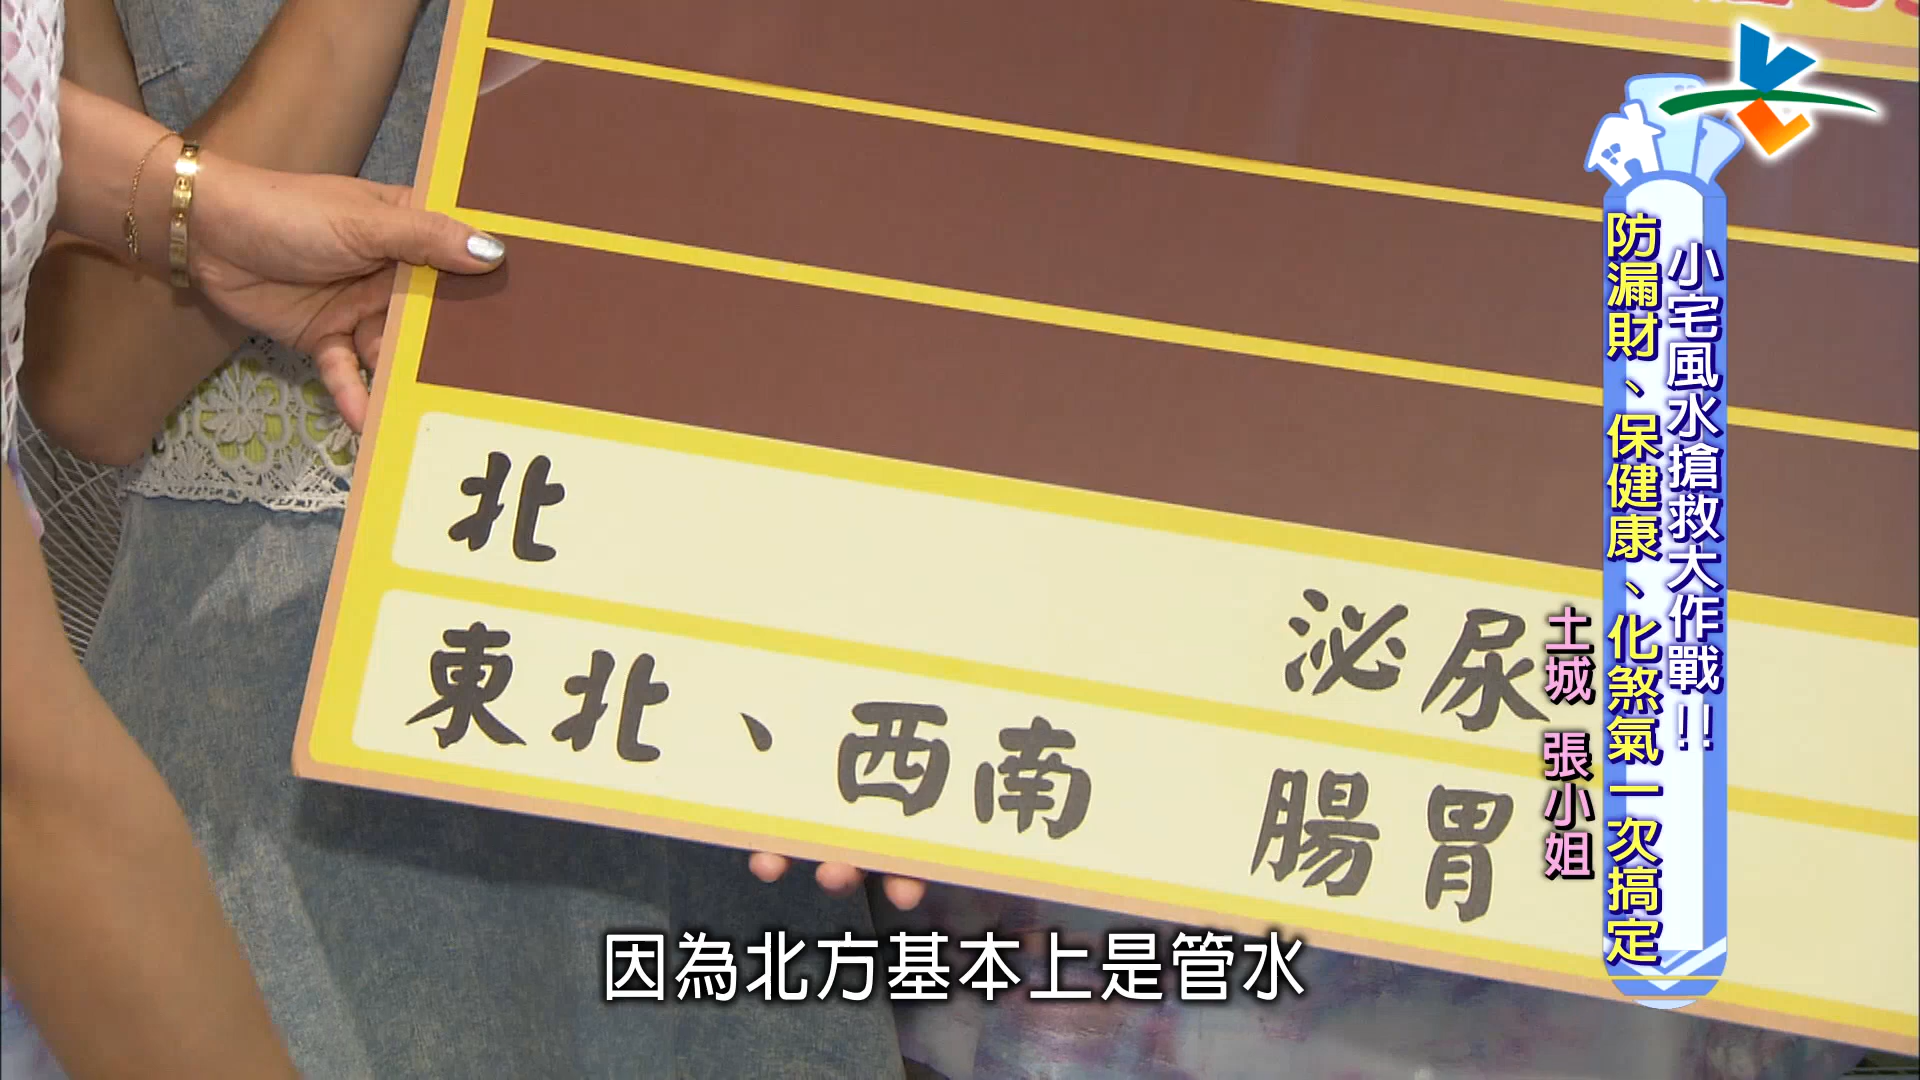 小宅風水搶救大作戰!!
防漏財、保健康、化煞氣一次搞定
土城 張小姐
北 泌尿
東北、西南 腸胃
因為北方基本上是管水